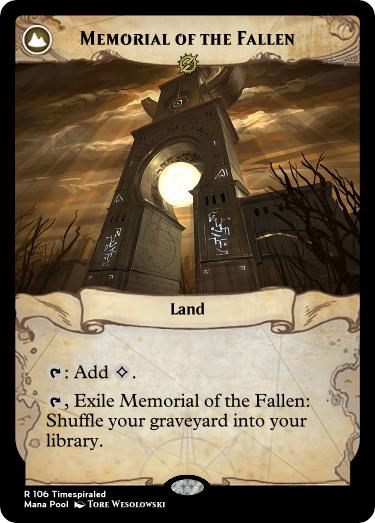 MEMORIAL OF THE FALLEN
Land
: Add .
, Exile Memorial of the Fallen:
Shuffle your graveyard into your
library.
R 106 Timespiraled
Mana Pool TORE WESOLOWSKI